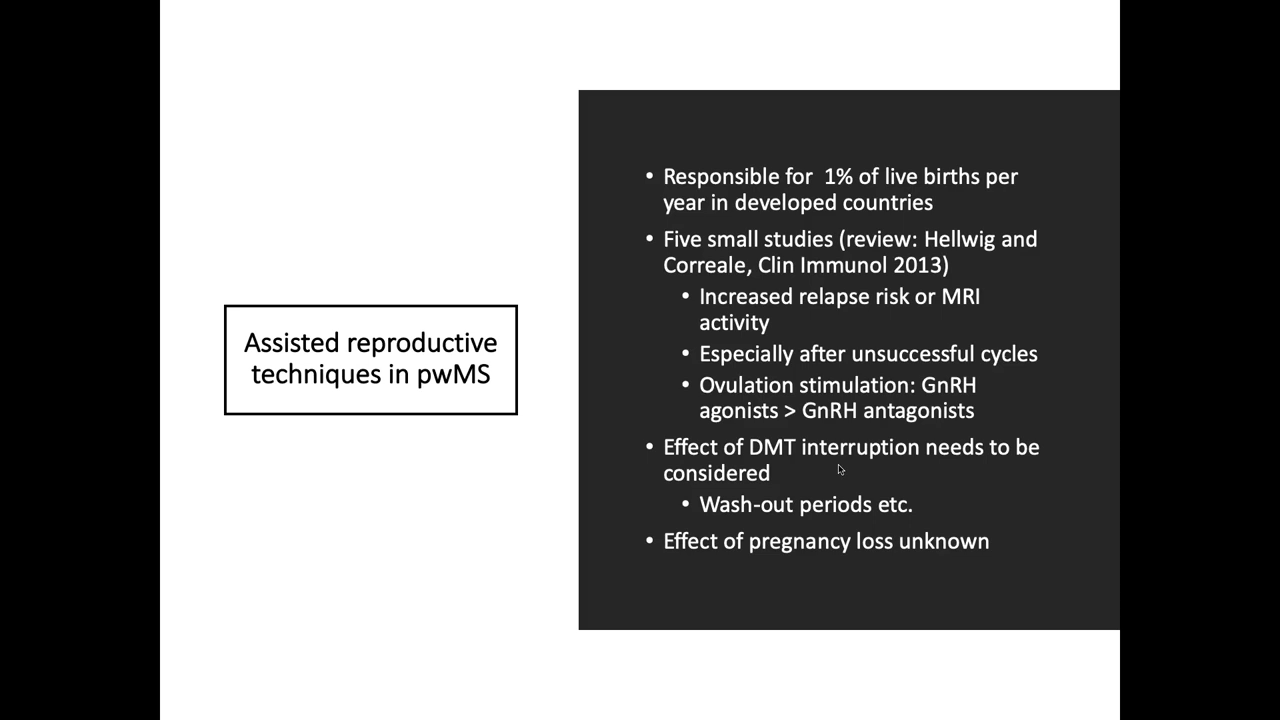 Assisted reproductive
techniques in pwMS
• Responsible for  1% of live births per
year in developed countries
• Five small studies (review: Hellwig and
Correale, Clin Immunol 2013)
• Increased relapse risk or MRI
activity
• Especially after unsuccessful cycles
• Ovulation stimulation: GnRH
agonists > GnRH antagonists
• Effect of DMT interruption needs to be
considered
• Wash-out periods etc.
• Effect of pregnancy loss unknown